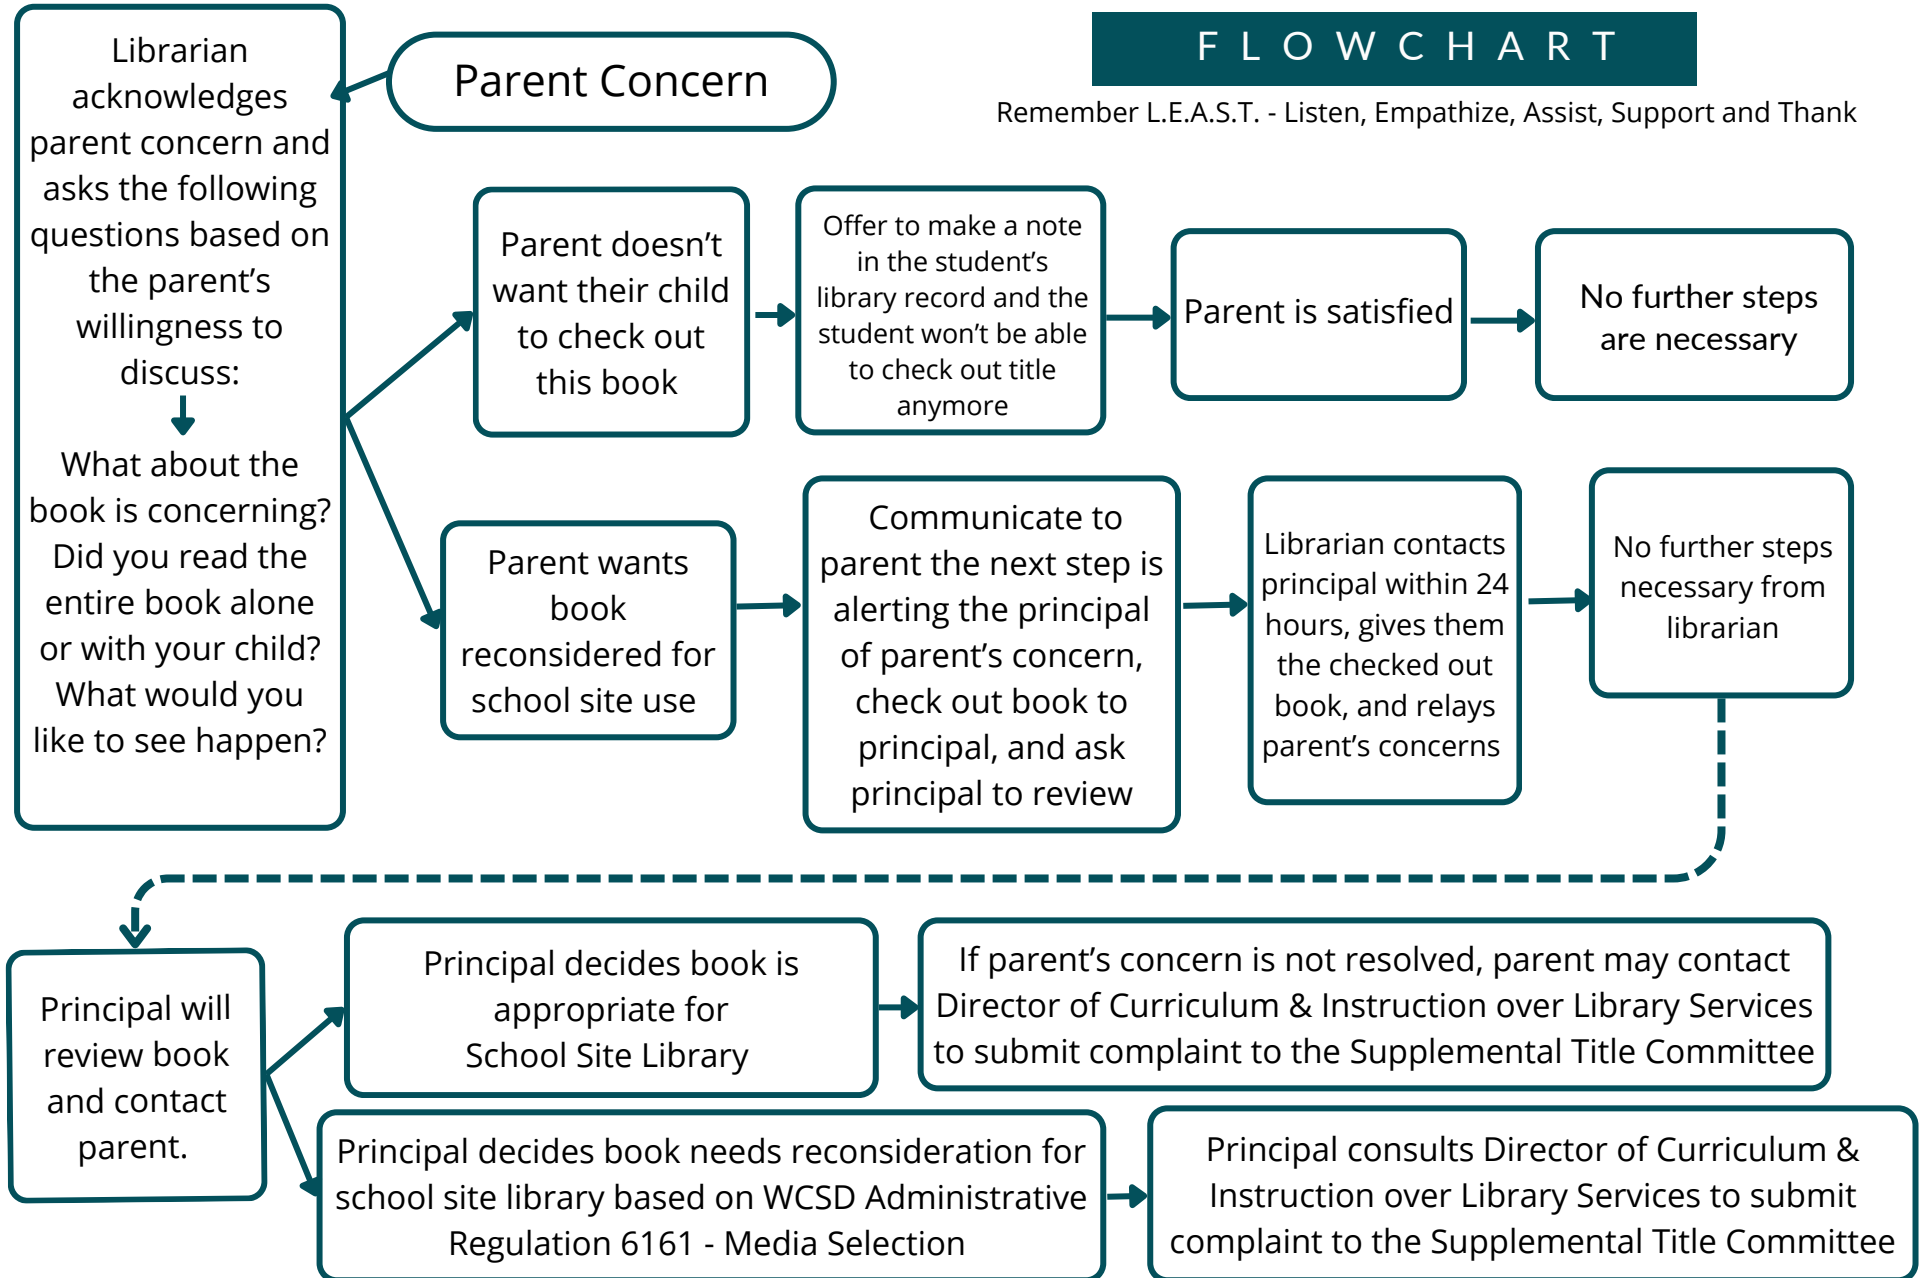 FLOWCHART
Remember L.E.A.S.T. - Listen, Empathize, Assist, Support and Thank
Parent Concern
Librarian
acknowledges
parent concern and
asks the following
questions based on
the parent’s
willingness to
discuss:
What about the
book is concerning?
Did you read the
entire book alone
or with your child?
What would you
like to see happen?
Parent doesn’t
want their child
to check out
this book
Offer to make a note
in the student’s
library record and the
student won’t be able
to check out title
anymore
Parent is satisfied
No further steps
are necessary
Parent wants
book
reconsidered for
school site use
Communicate to
parent the next step is
alerting the principal
of parent’s concern,
check out book to
principal, and ask
principal to review
Librarian contacts
principal within 24
hours, gives them
the checked out
book, and relays
parent’s concerns
No further steps
necessary from
librarian
Principal will
review book
and contact
parent.
Principal decides book is
appropriate for
School Site Library
If parent’s concern is not resolved, parent may contact
Director of Curriculum & Instruction over Library Services
to submit complaint to the Supplemental Title Committee
Principal decides book needs reconsideration for
school site library based on WCSD Administrative
Regulation 6161 - Media Selection
Principal consults Director of Curriculum &
Instruction over Library Services to submit
complaint to the Supplemental Title Committee